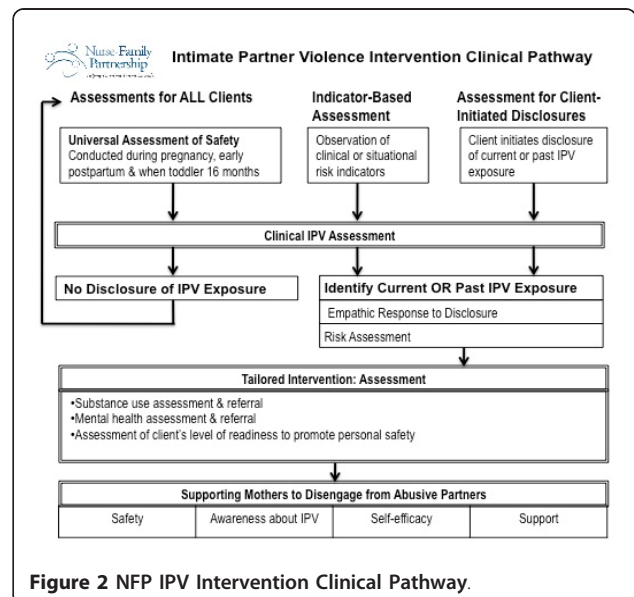 Nurse-Family
Partnership
Intimate Partner Violence Intervention Clinical Pathway
Assessments for ALL Clients
Indicator-Based
Assessment
Assessment for Client-
Initiated Disclosures
Universal Assessment of Safety
Conducted during pregnancy, early
postpartum & when toddler 16 months
Observation of
clinical or situational
risk indicators
Client initiates disclosure
of current or past IPV
exposure
Clinical IPV Assessment
No Disclosure of IPV Exposure
Identify Current OR Past IPV Exposure
Empathic Response to Disclosure
Risk Assessment
Tailored Intervention: Assessment
•Substance use assessment & referral
•Mental health assessment & referral
•Assessment of client's level of readiness to promote personal safety
Supporting Mothers to Disengage from Abusive Partners
Safety
Awareness about IPV
Self-efficacy
Support
Figure 2 NFP IPV Intervention Clinical Pathway.